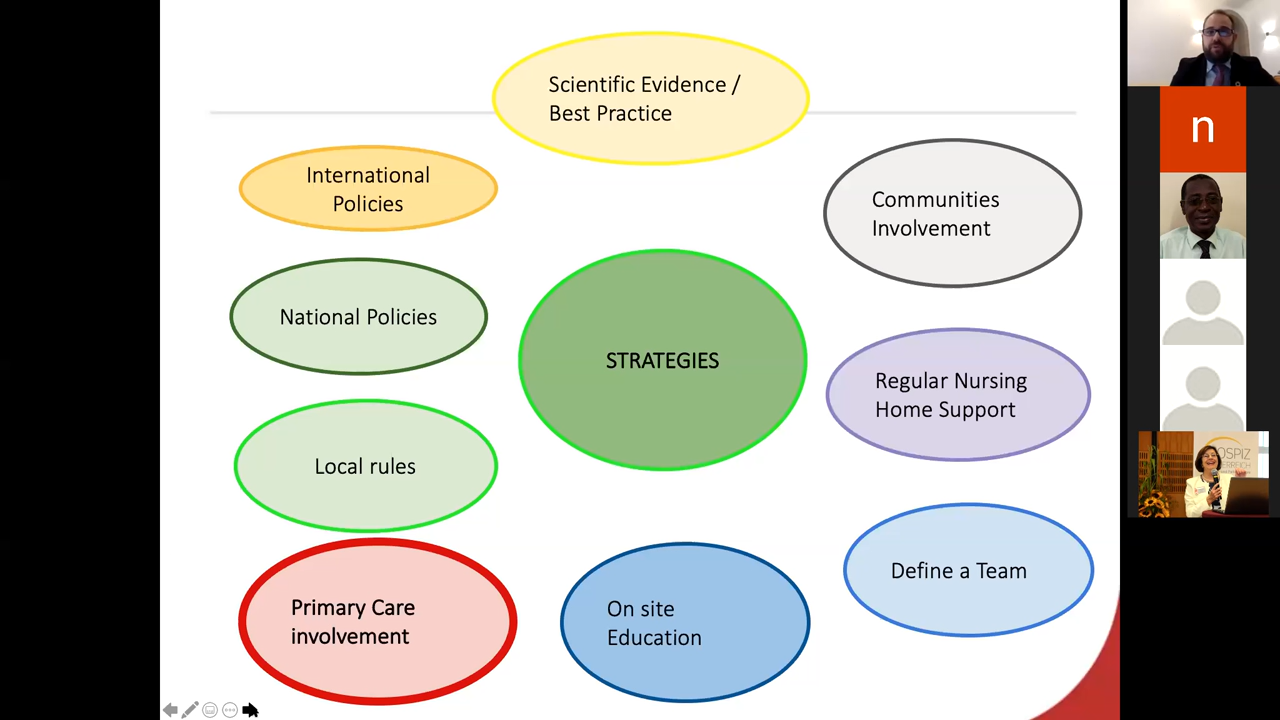 Scientific Evidence /
Best Practice
International
Policies
Communities
Involvement
National Policies
STRATEGIES
Regular Nursing
Home Support
Local rules
Define a Team
Primary Care
involvement
On site
Education
n